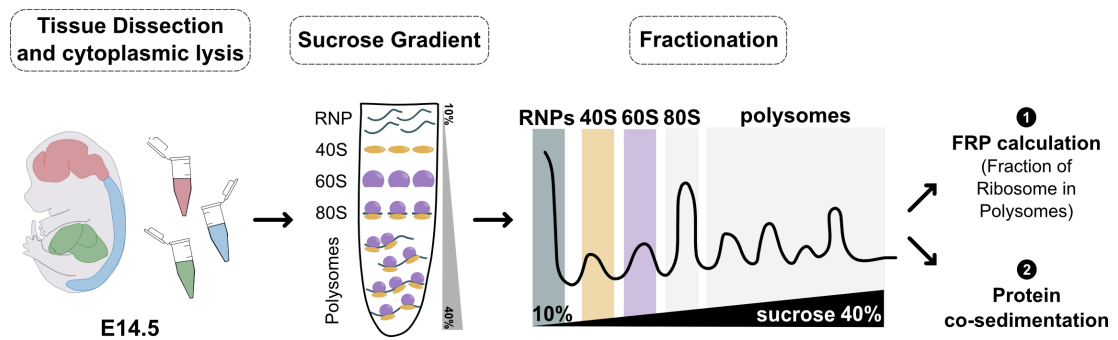 Tissue Dissection
and cytoplasmic lysis
Sucrose Gradient
Fractionation
E14.5
RNP
40S
60S
80S
Polysomes
10%
40%
RNPs 40S 60S 80S polysomes
10% sucrose 40%
1
FRP calculation
(Fraction of
Ribosome in
Polysomes)
2
Protein
co-sedimentation